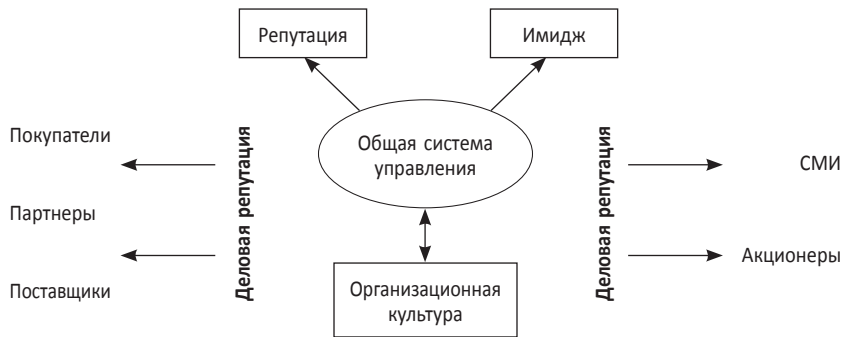 Репутация
Имидж
Общая система
управления
Покупатели
Партнеры
Поставщики
Деловая репутация
Деловая репутация
СМИ
Акционеры
Организационная
культура